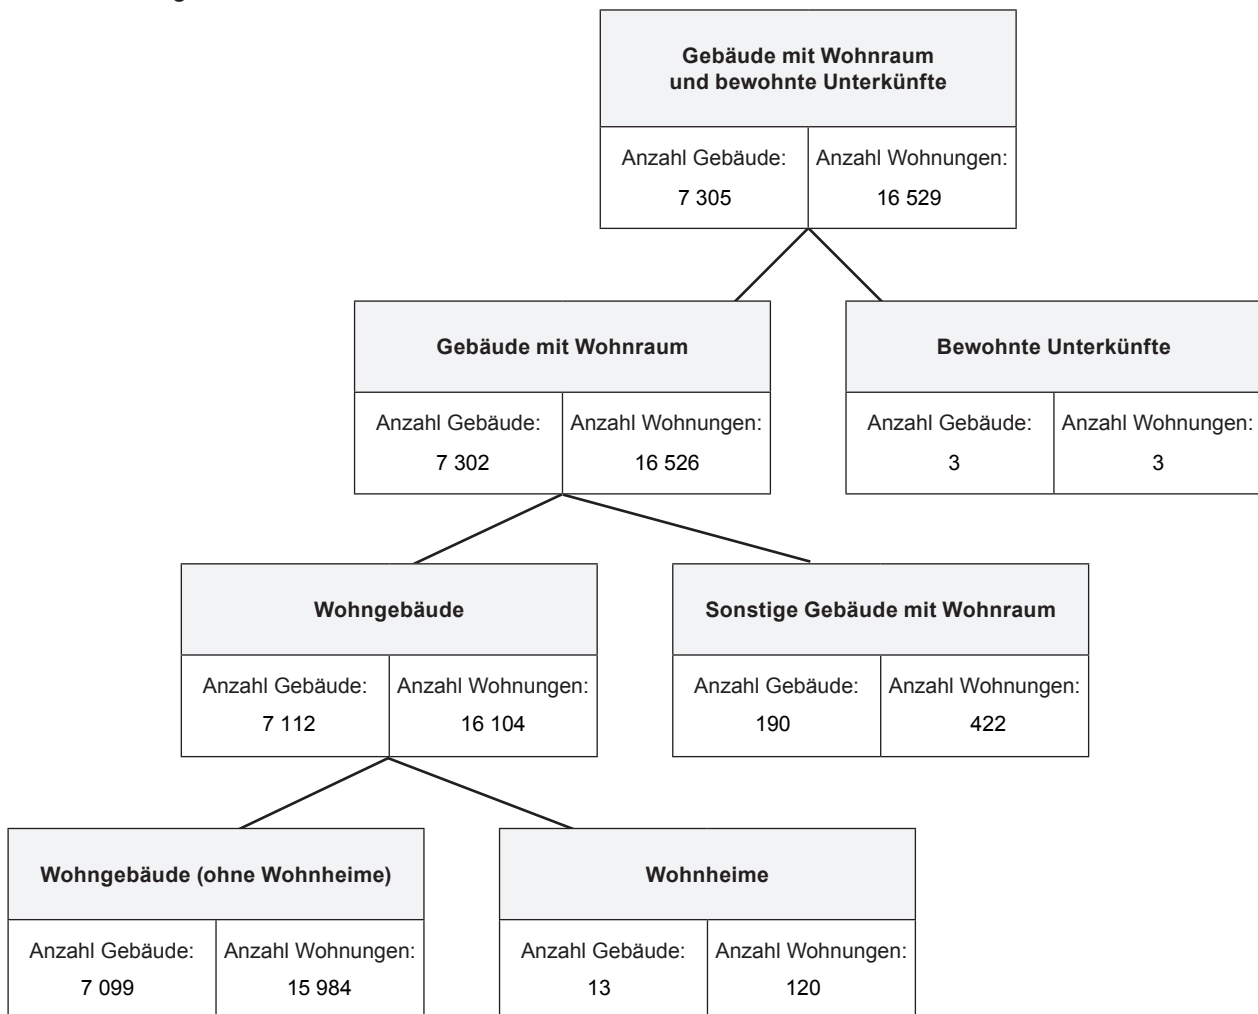 Gebäude mit Wohnraum
und bewohnte Unterkünfte
Anzahl Gebäude: Anzahl Wohnungen:
7 305 16 529
Gebäude mit Wohnraum
Anzahl Gebäude: Anzahl Wohnungen:
7 302 16 526
Bewohnte Unterkünfte
Anzahl Gebäude: Anzahl Wohnungen:
3 3
Wohngebäude
Anzahl Gebäude: Anzahl Wohnungen:
7 112 16 104
Sonstige Gebäude mit Wohnraum
Anzahl Gebäude: Anzahl Wohnungen:
190 422
Wohngebäude (ohne Wohnheime)
Anzahl Gebäude: Anzahl Wohnungen:
7 099 15 984
Wohnheime
Anzahl Gebäude: Anzahl Wohnungen:
13 120